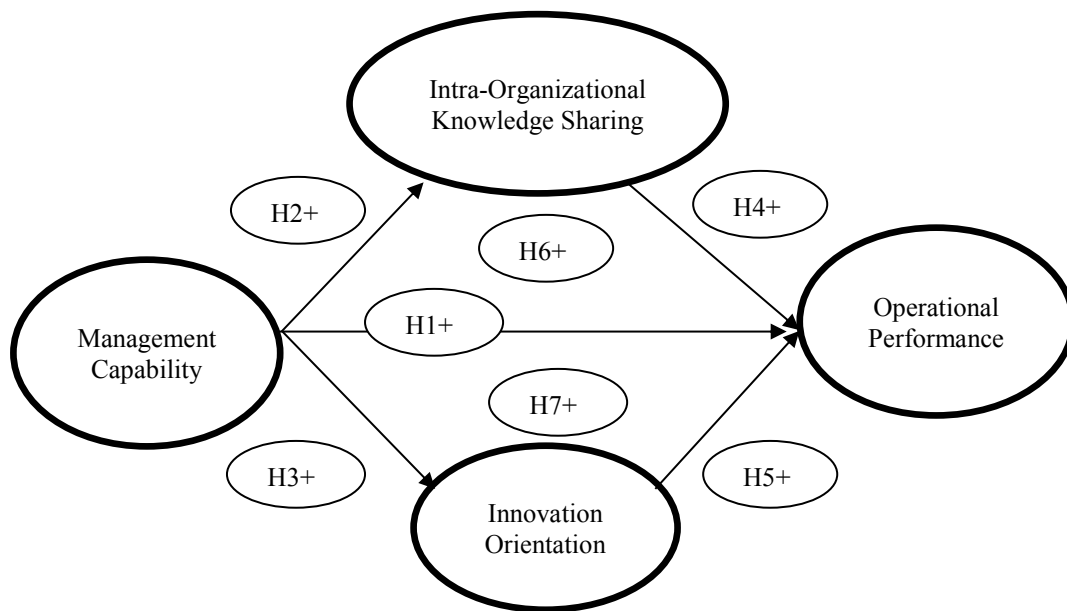 Intra-Organizational
Knowledge Sharing
H2+
H4+
H6+
Management
Capability
H1+
Operational
Performance
H7+
H3+
H5+
Innovation
Orientation